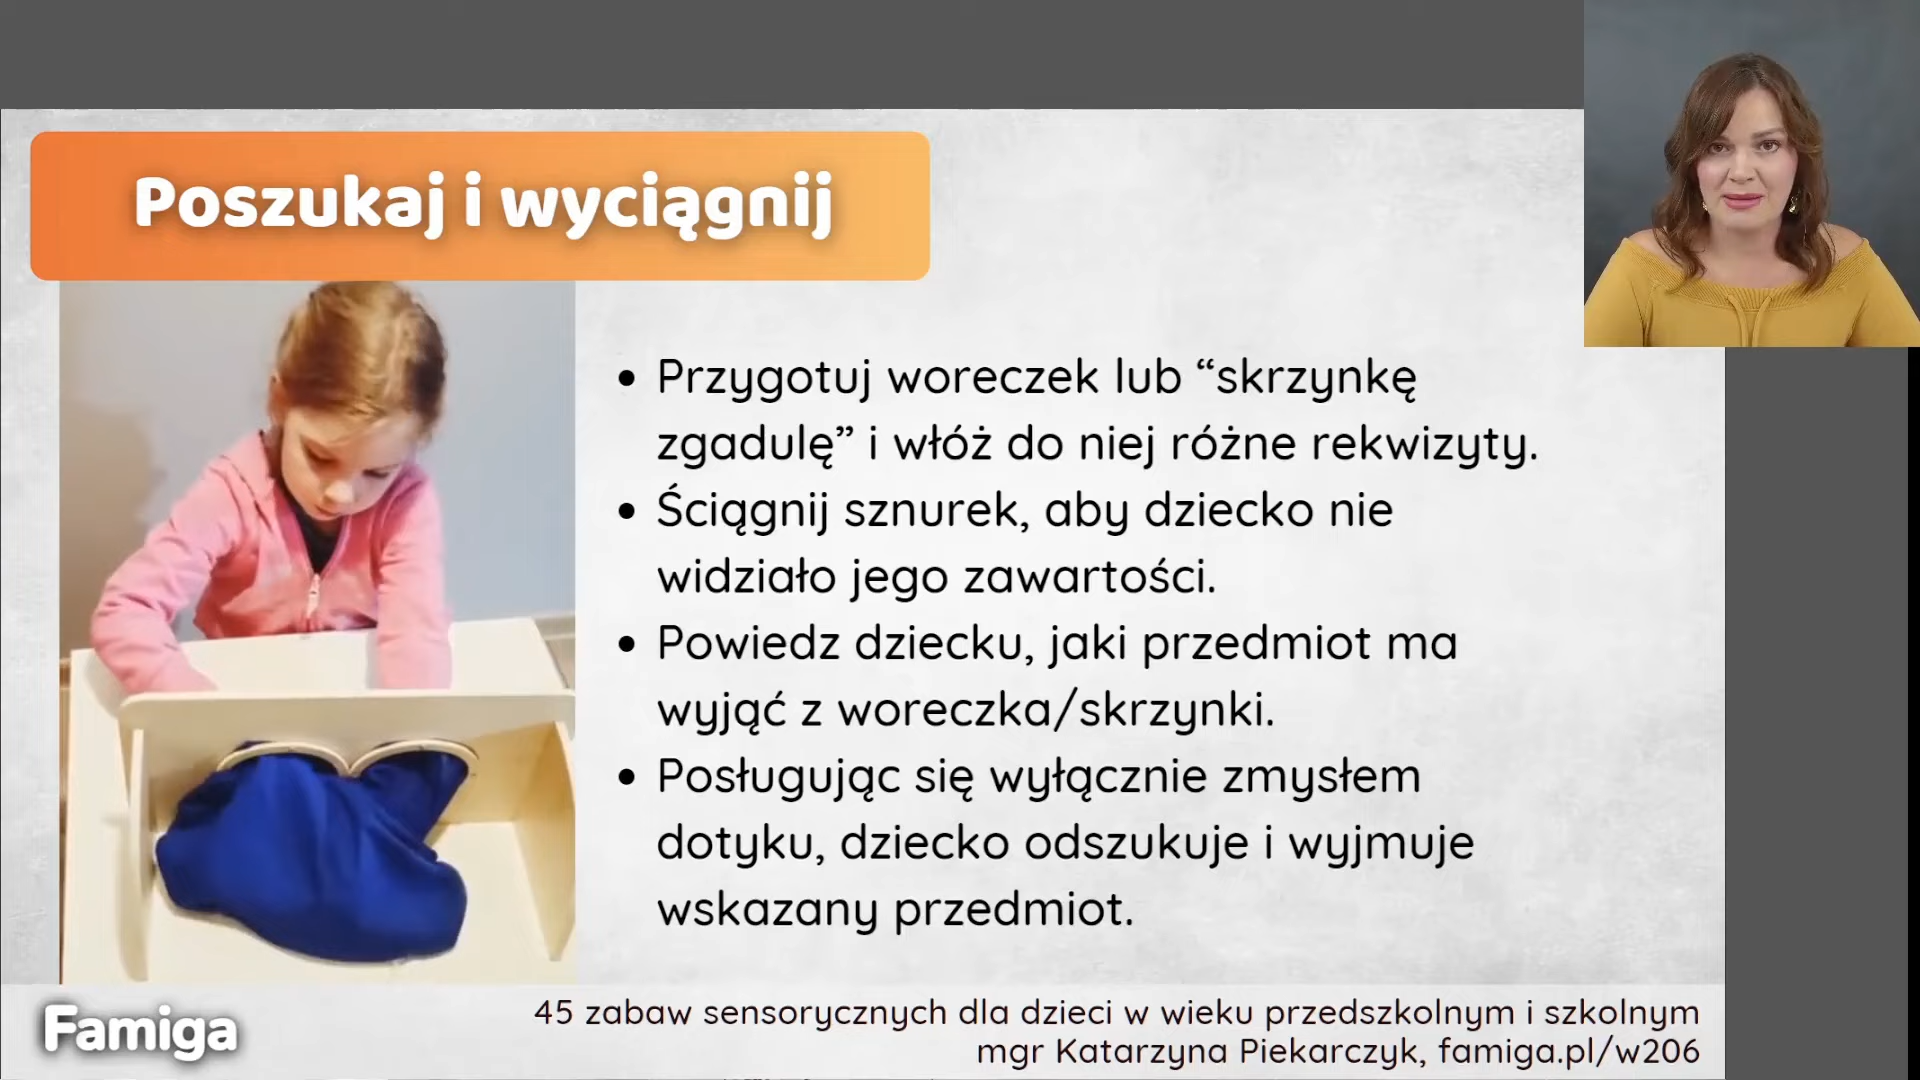 Poszukaj i wyciągnij
• Przygotuj woreczek lub “skrzynkę
zgadulę” i włóż do niej różne rekwizyty.
• Ściągnij sznurek, aby dziecko nie
widziało jego zawartości.
• Powiedz dziecku, jaki przedmiot ma
wyjąć z woreczka/skrzynki.
• Posługując się wyłącznie zmysłem
dotyku, dziecko odszukuje i wyjmuje
wskazany przedmiot.
Famiga
45 zabaw sensorycznych dla dzieci w wieku przedszkolnym i szkolnym
mgr Katarzyna Piekarczyk, famiga.pl/w206